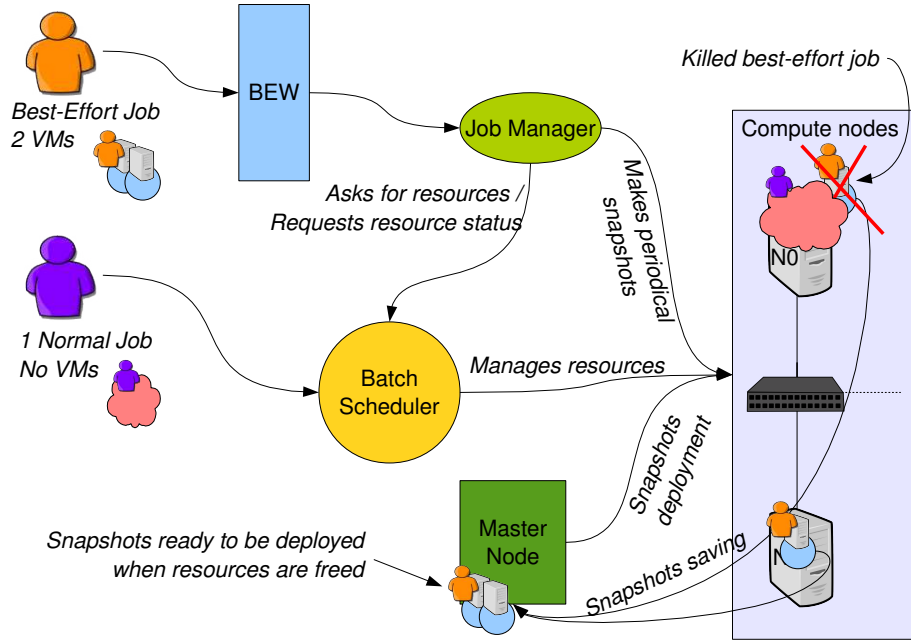 Best-Effort Job
2 VMs
BEW
Job Manager
Killed best-effort job
Compute nodes
Asks for resources /
Requests resource status
Makes periodical
snapshots
N0
1 Normal Job
No VMs
Batch
Scheduler
Manages resources
Snapshots
deployment
Master
Node
Snapshots ready to be deployed
when resources are freed
Snapshots saving
N